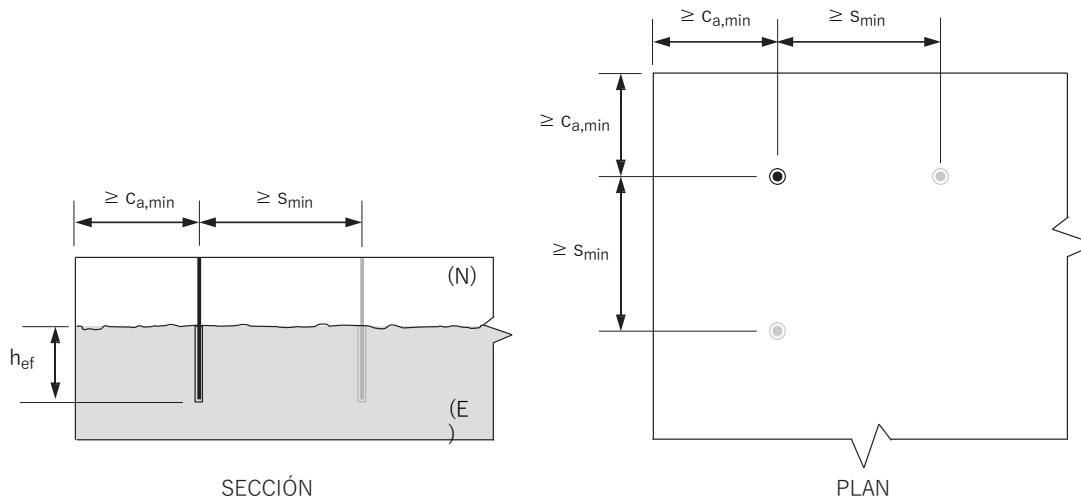 ≥ ca,min
≥ smin
(N)
hef
(E
)
SECCIÓN
≥ ca,min
≥ smin
≥ ca,min
≥ smin
PLAN